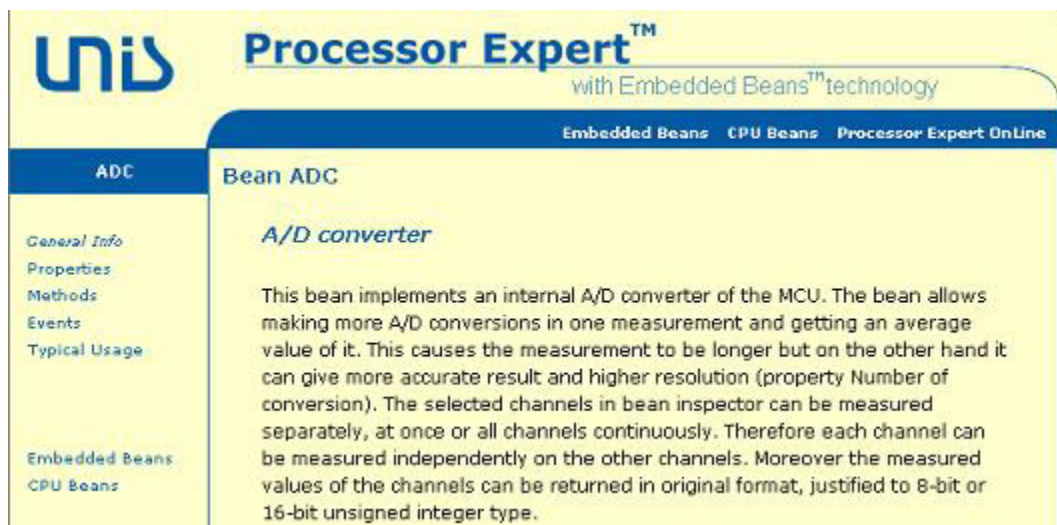 UNIS
Processor Expert™
with Embedded Beans™technology
Embedded Beans CPU Beans Processor Expert OnLine
ADC
General Info
Properties
Methods
Events
Typical Usage
Embedded Beans
CPU Beans
Bean ADC
A/D converter
This bean implements an internal A/D converter of the MCU. The bean allows
making more A/D conversions in one measurement and getting an average
value of it. This causes the measurement to be longer but on the other hand it
can give more accurate result and higher resolution (property Number of
conversion). The selected channels in bean inspector can be measured
separately, at once or all channels continuously. Therefore each channel can
be measured independently on the other channels. Moreover the measured
values of the channels can be returned in original format, justified to 8-bit or
16-bit unsigned integer type.